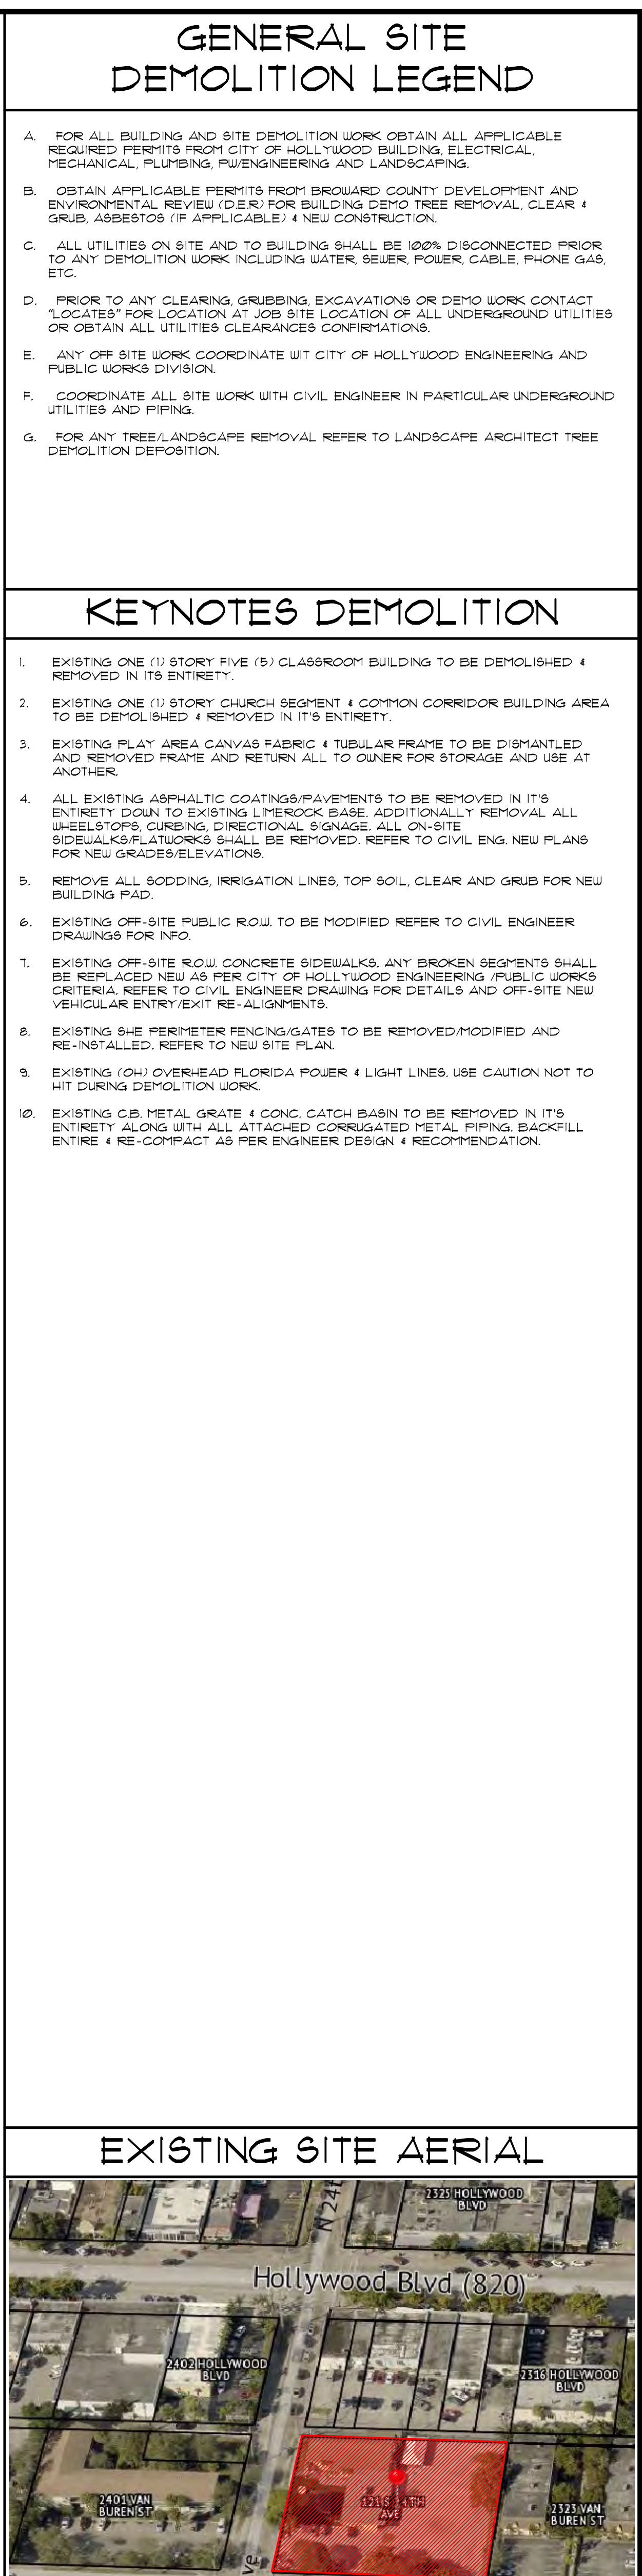 GENERAL SITE
DEMOLITION LEGEND
A. FOR ALL BUILDING AND SITE DEMOLITION WORK OBTAIN ALL APPLICABLE
REQUIRED PERMITS FROM CITY OF HOLLYWOOD BUILDING, ELECTRICAL,
MECHANICAL, PLUMBING, PW/ENGINEERING AND LANDSCAPING.
B. OBTAIN APPLICABLE PERMITS FROM BROWARD COUNTY DEVELOPMENT AND
ENVIRONMENTAL REVIEW (D.E.R) FOR BUILDING DEMO TREE REMOVAL, CLEAR &
GRUB, ASBESTOS (IF APPLICABLE) & NEW CONSTRUCTION.
C. ALL UTILITIES ON SITE AND TO BUILDING SHALL BE 100% DISCONNECTED PRIOR
TO ANY DEMOLITION WORK INCLUDING WATER, SEWER, POWER, CABLE, PHONE GAS,
ETC.
D. PRIOR TO ANY CLEARING, GRUBBING, EXCAVATIONS OR DEMO WORK CONTACT
"LOCATES" FOR LOCATION AT JOB SITE LOCATION OF ALL UNDERGROUND UTILITIES
OR OBTAIN ALL UTILITIES CLEARANCES CONFIRMATIONS.
E. ANY OFF SITE WORK COORDINATE WIT CITY OF HOLLYWOOD ENGINEERING AND
PUBLIC WORKS DIVISION.
F. COORDINATE ALL SITE WORK WITH CIVIL ENGINEER IN PARTICULAR UNDERGROUND
UTILITIES AND PIPING.
G. FOR ANY TREE/LANDSCAPE REMOVAL REFER TO LANDSCAPE ARCHITECT TREE
DEMOLITION DEPOSITION.
KEYNOTES DEMOLITION
1. EXISTING ONE (1) STORY FIVE (5) CLASSROOM BUILDING TO BE DEMOLISHED &
REMOVED IN ITS ENTIRETY.
2. EXISTING ONE (1) STORY CHURCH SEGMENT & COMMON CORRIDOR BUILDING AREA
TO BE DEMOLISHED & REMOVED IN IT'S ENTIRETY.
3. EXISTING PLAY AREA CANVAS FABRIC & TUBULAR FRAME TO BE DISMANTLED
AND REMOVED FRAME AND RETURN ALL TO OWNER FOR STORAGE AND USE AT
ANOTHER.
4. ALL EXISTING ASPHALTIC COATINGS/PAVEMENTS TO BE REMOVED IN IT'S
ENTIRETY DOWN TO EXISTING LIMEROCK BASE. ADDITIONALLY REMOVAL ALL
WHEELSTOPS, CURBING, DIRECTIONAL SIGNAGE. ALL ON-SITE
SIDEWALKS/FLATWORKS SHALL BE REMOVED. REFER TO CIVIL ENG. NEW PLANS
FOR NEW GRADES/ELEVATIONS.
5. REMOVE ALL SODDING, IRRIGATION LINES, TOP SOIL, CLEAR AND GRUB FOR NEW
BUILDING PAD.
6. EXISTING OFF-SITE PUBLIC R.O.W. TO BE MODIFIED REFER TO CIVIL ENGINEER
DRAWINGS FOR INFO.
7. EXISTING OFF-SITE R.O.W. CONCRETE SIDEWALKS. ANY BROKEN SEGMENTS SHALL
BE REPLACED NEW AS PER CITY OF HOLLYWOOD ENGINEERING /PUBLIC WORKS
CRITERIA. REFER TO CIVIL ENGINEER DRAWING FOR DETAILS AND OFF-SITE NEW
VEHICULAR ENTRY/EXIT RE-ALIGNMENTS.
8. EXISTING SHE PERIMETER FENCING/GATES TO BE REMOVED/MODIFIED AND
RE-INSTALLED. REFER TO NEW SITE PLAN.
9. EXISTING (OH) OVERHEAD FLORIDA POWER & LIGHT LINES. USE CAUTION NOT TO
HIT DURING DEMOLITION WORK.
10. EXISTING C.B. METAL GRATE & CONC. CATCH BASIN TO BE REMOVED IN IT'S
ENTIRETY ALONG WITH ALL ATTACHED CORRUGATED METAL PIPING. BACKFILL
ENTIRE & RE-COMPACT AS PER ENGINEER DESIGN & RECOMMENDATION.
EXISTING SITE AERIAL
2325 HOLLYWOOD
BLVD
N 24t
Hollywood Blvd (820)
2402 HOLLYWOOD
BLVD
2316 HOLLYWOOD
BLVD
2401 VAN
BUREN ST
121 S 24TH
AVE
2323 VAN
BUREN ST
ve